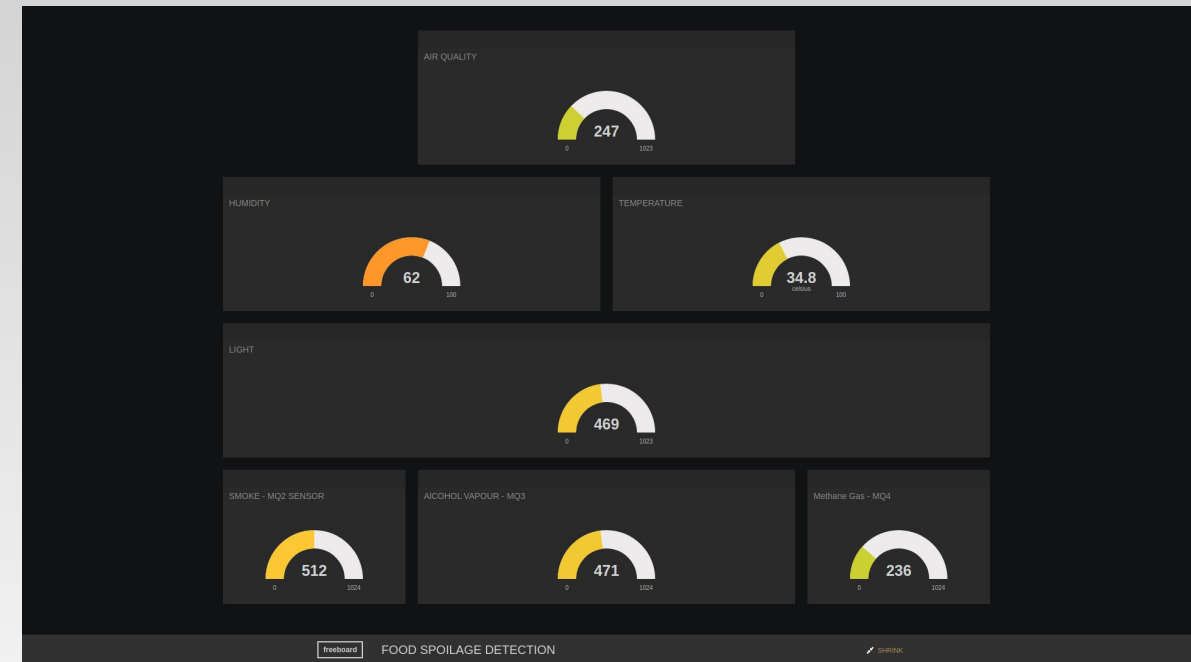 AIR QUALITY
247
0 1023
HUMIDITY
62
0 100
TEMPERATURE
34.8
celsius
0 100
LIGHT
469
0 1023
SMOKE - MQ2 SENSOR
512
0 1024
AlCOHOL VAPOUR - MQ3
471
0 1024
Methane Gas - MQ4
236
0 1024
freeboard FOOD SPOILAGE DETECTION SHRINK